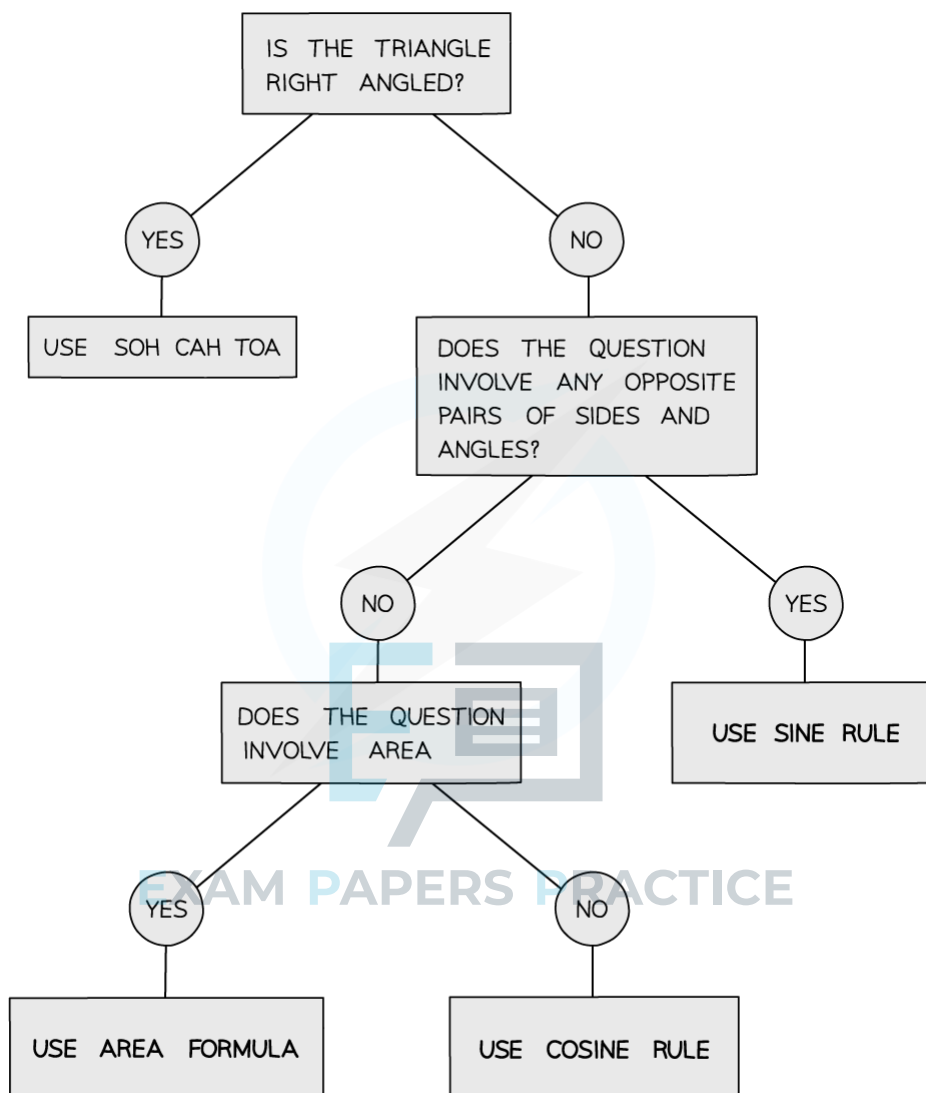 IS THE TRIANGLE
RIGHT ANGLED?
YES
NO
USE SOH CAH TOA
DOES THE QUESTION
INVOLVE ANY OPPOSITE
PAIRS OF SIDES AND
ANGLES?
NO
YES
DOES THE QUESTION
INVOLVE AREA
USE SINE RULE
EXAM PAPERS PRACTICE
YES
NO
USE AREA FORMULA
USE COSINE RULE